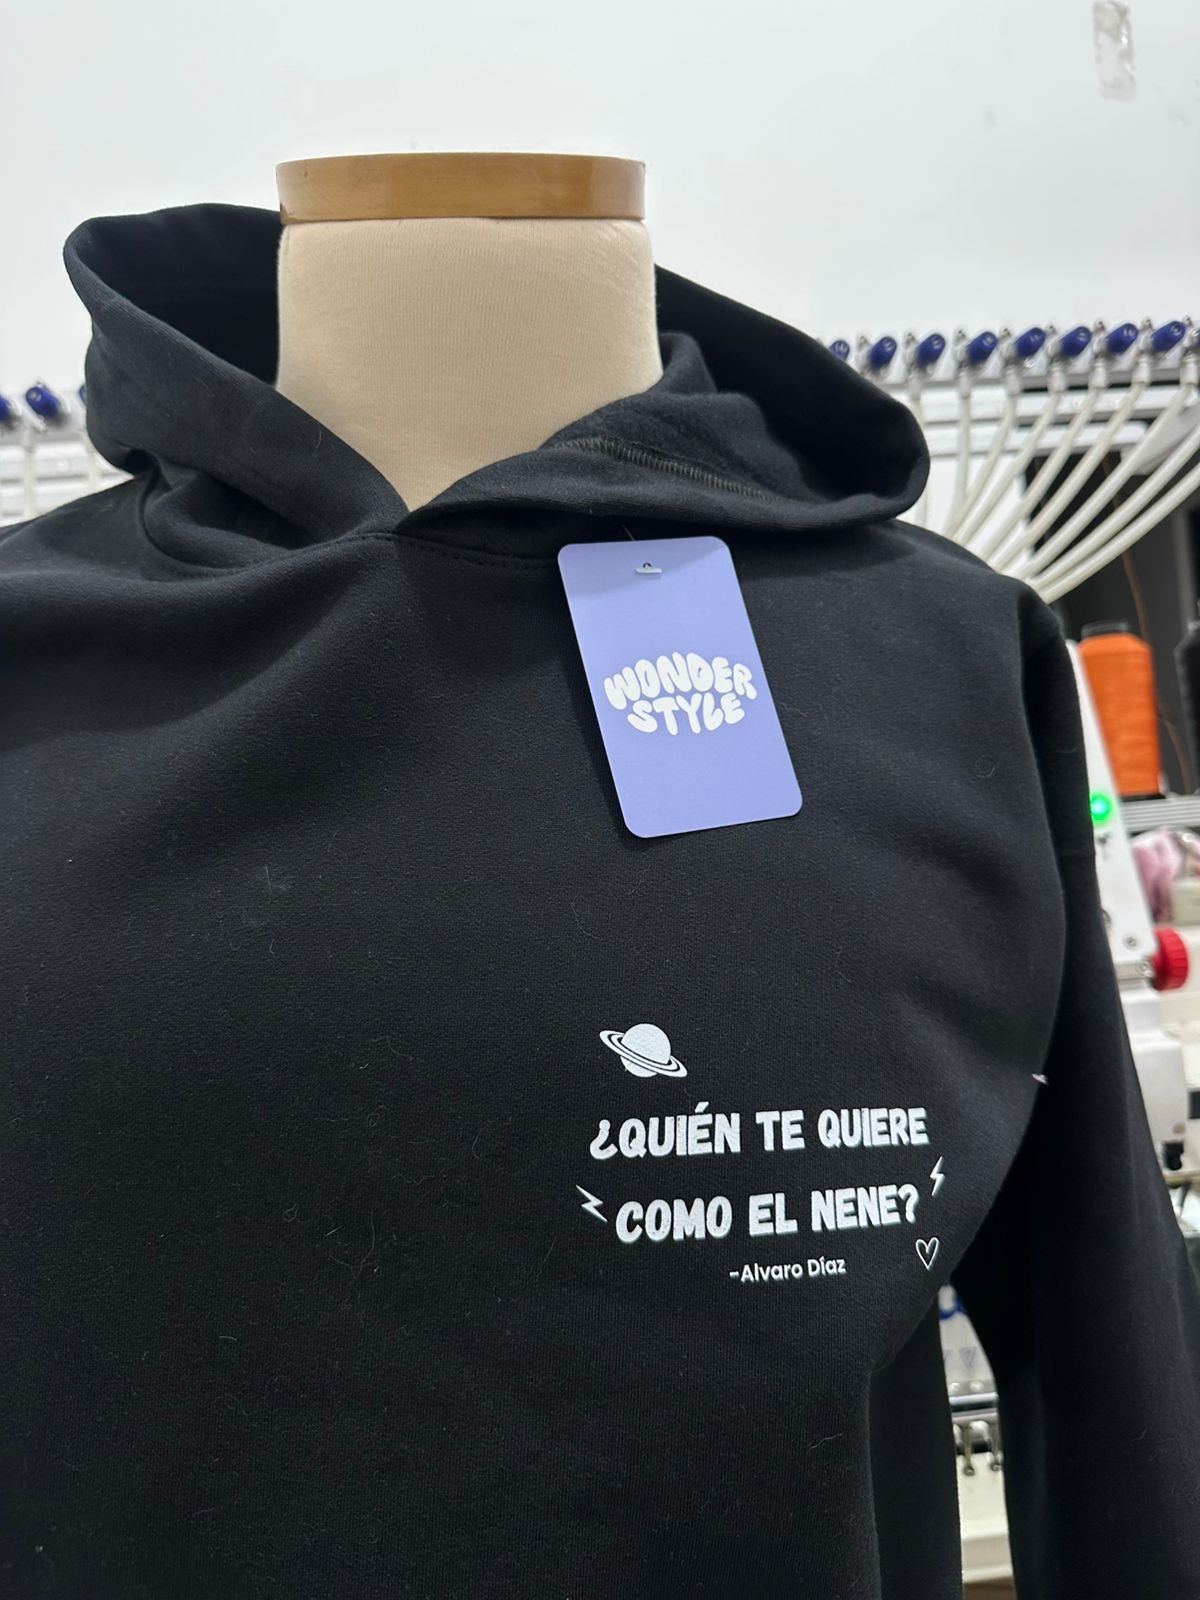 WONDER
STYLE
¿QUIÉN TE QUIERE
COMO EL NENE?
-Alvaro Díaz